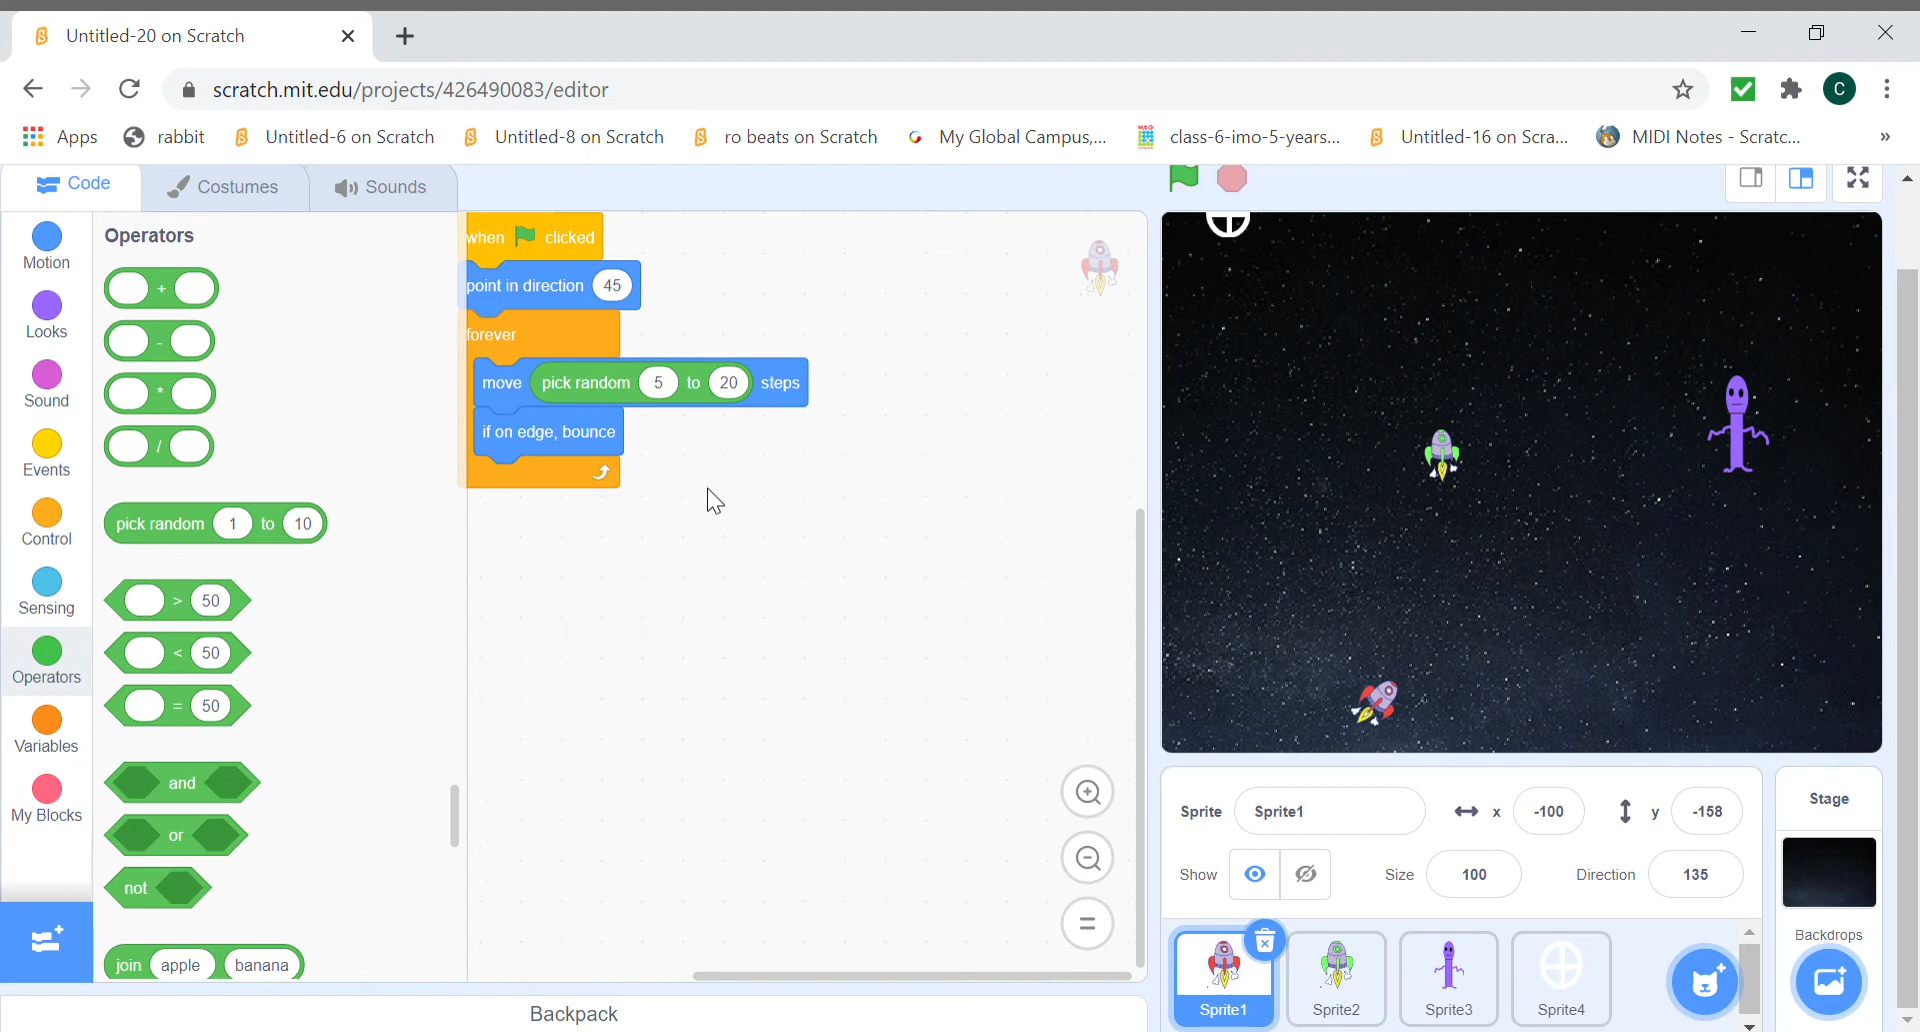 Untitled-20 on Scratch
scratch.mit.edu/projects/426490083/editor
Apps rabbit Untitled-6 on Scratch Untitled-8 on Scratch ro beats on Scratch My Global Campus,... class-6-imo-5-years... Untitled-16 on Scra... MIDI Notes - Scratc... »
C
Code Costumes Sounds
Motion
Looks
Sound
Events
Control
Sensing
Operators
Variables
My Blocks
Operators
+
-
*
/
pick random 1 to 10
> 50
< 50
= 50
and
or
not
join apple banana
when clicked
point in direction 45
forever
move pick random 5 to 20 steps
if on edge, bounce
Backpack
Sprite Sprite1 x -100 y -158
Show Size 100 Direction 135
Sprite1 Sprite2 Sprite3 Sprite4
Stage
Backdrops